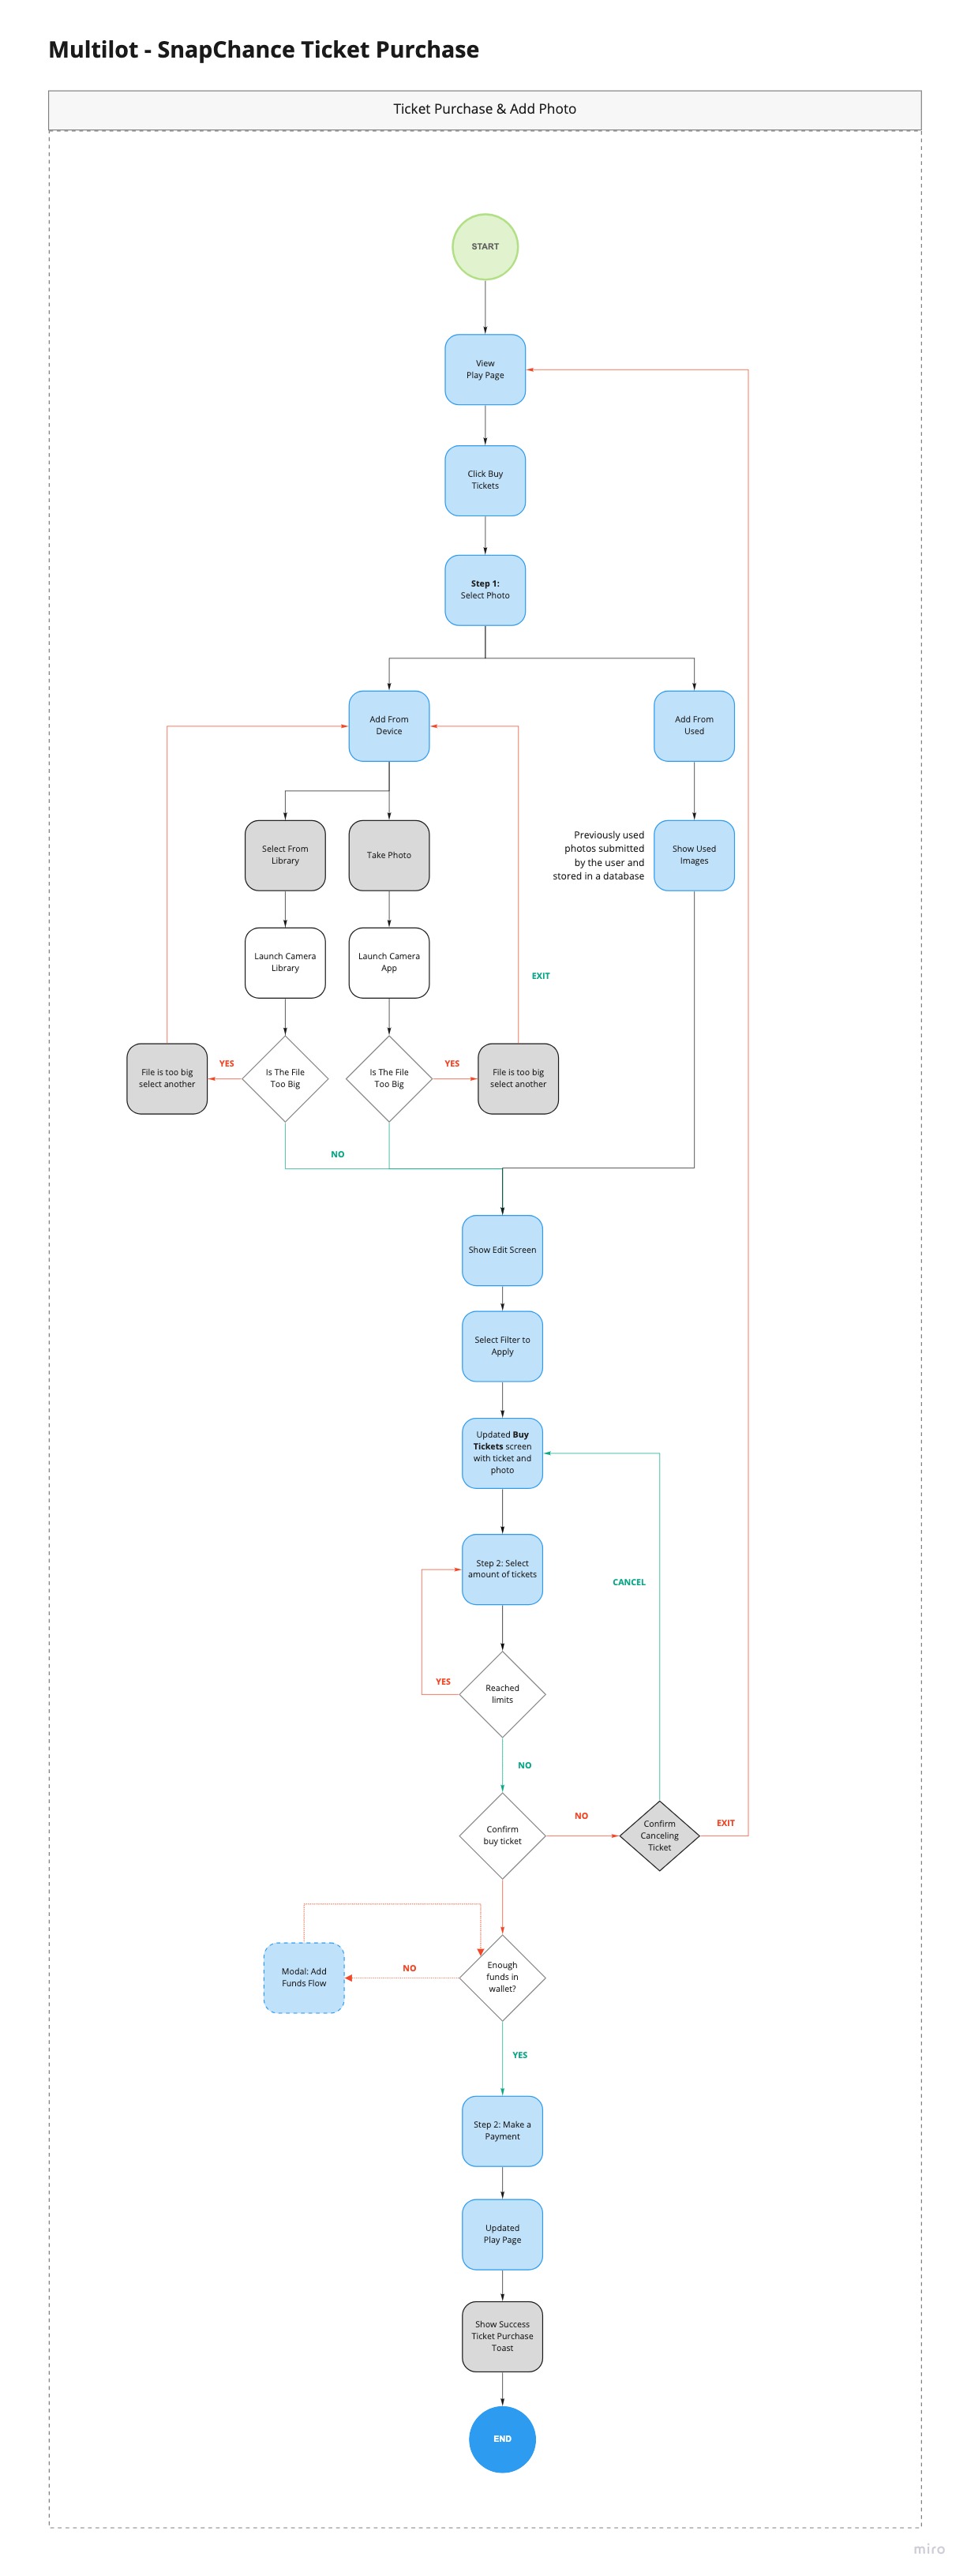 Multilot - SnapChance Ticket Purchase
Ticket Purchase & Add Photo
START
View
Play Page
Click Buy
Tickets
Step 1:
Select Photo
Add From
Device
Add From
Used
Select From
Library
Take Photo
Previously used
photos submitted
by the user and
stored in a database
Show Used
Images
Launch Camera
Library
Launch Camera
App
EXIT
File is too big
select another
YES
Is The File
Too Big
Is The File
Too Big
YES
File is too big
select another
NO
Show Edit Screen
Select Filter to
Apply
Updated Buy
Tickets screen
with ticket and
photo
Step 2: Select
amount of tickets
CANCEL
YES
Reached
limits
NO
Confirm
buy ticket
NO
Confirm
Canceling
Ticket
EXIT
Modal: Add
Funds Flow
NO
Enough
funds in
wallet?
YES
Step 2: Make a
Payment
Updated
Play Page
Show Success
Ticket Purchase
Toast
END
miro